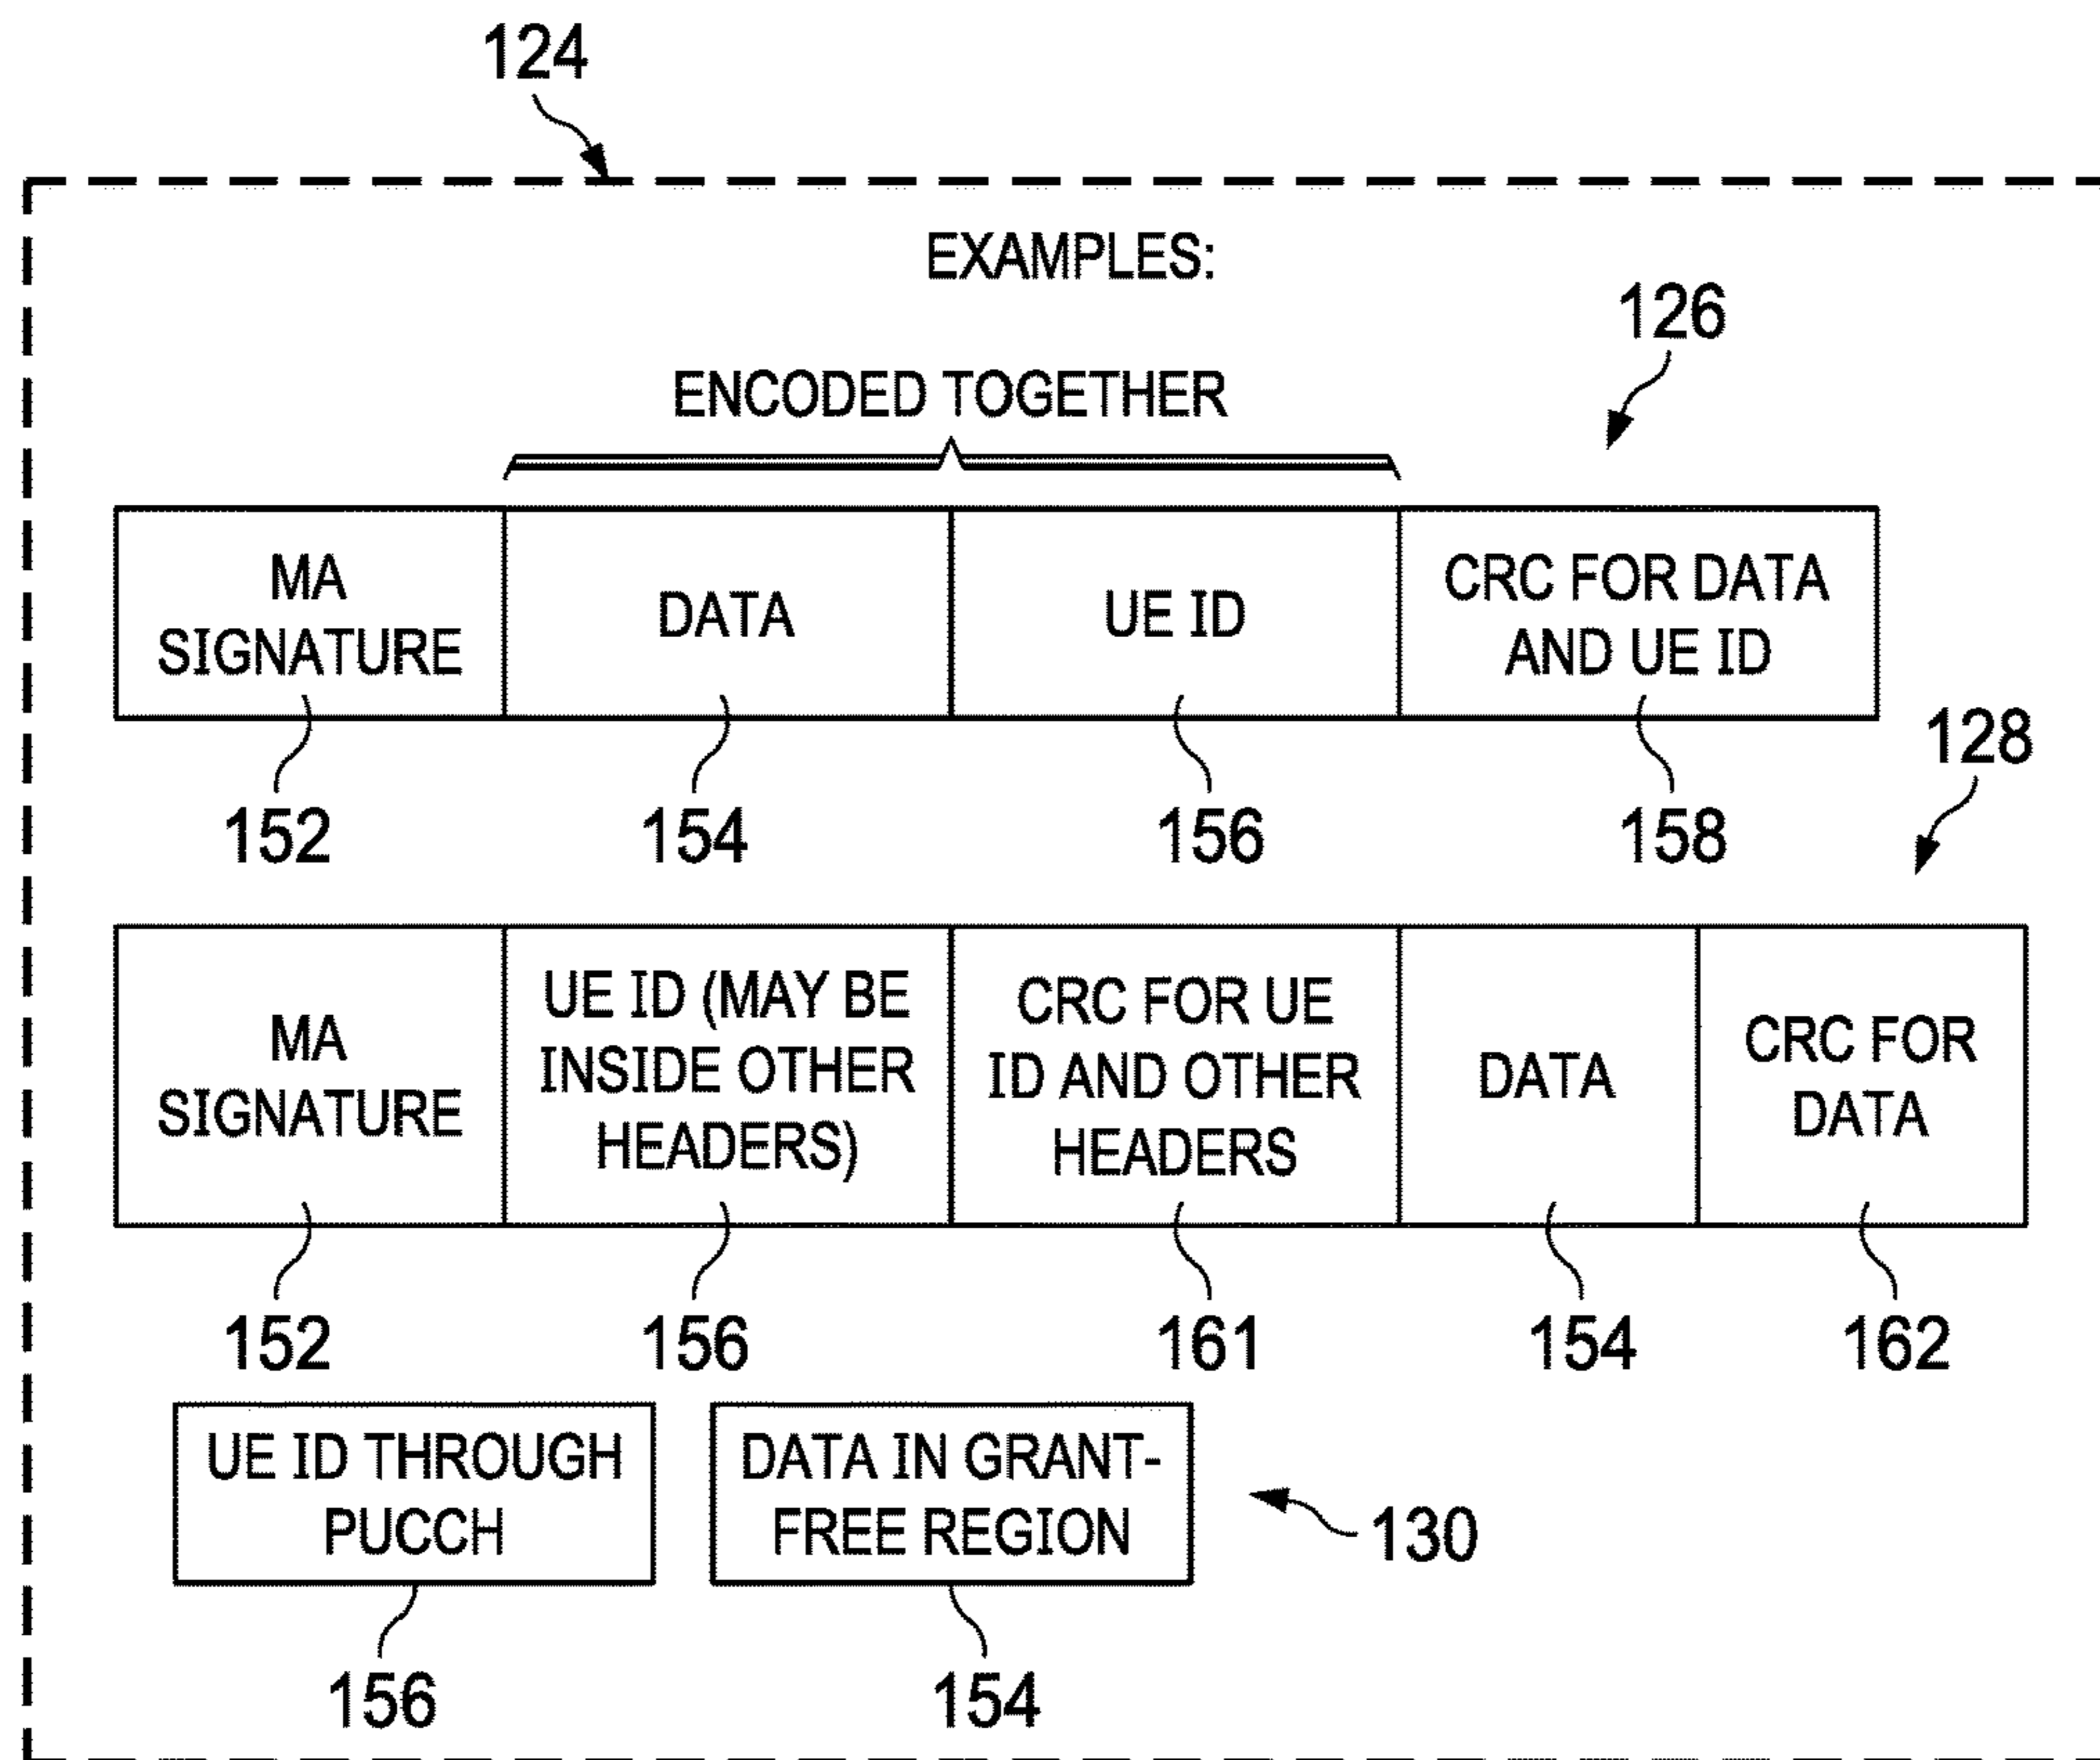 124
EXAMPLES:
126
ENCODED TOGETHER
MA
SIGNATURE
DATA
UE ID
CRC FOR DATA
AND UE ID
128
152
154
156
158
MA
SIGNATURE
UE ID (MAY BE
INSIDE OTHER
HEADERS)
CRC FOR UE
ID AND OTHER
HEADERS
DATA
CRC FOR
DATA
152
156
161
154
162
UE ID THROUGH
PUCCH
DATA IN GRANT-
FREE REGION
130
156
154